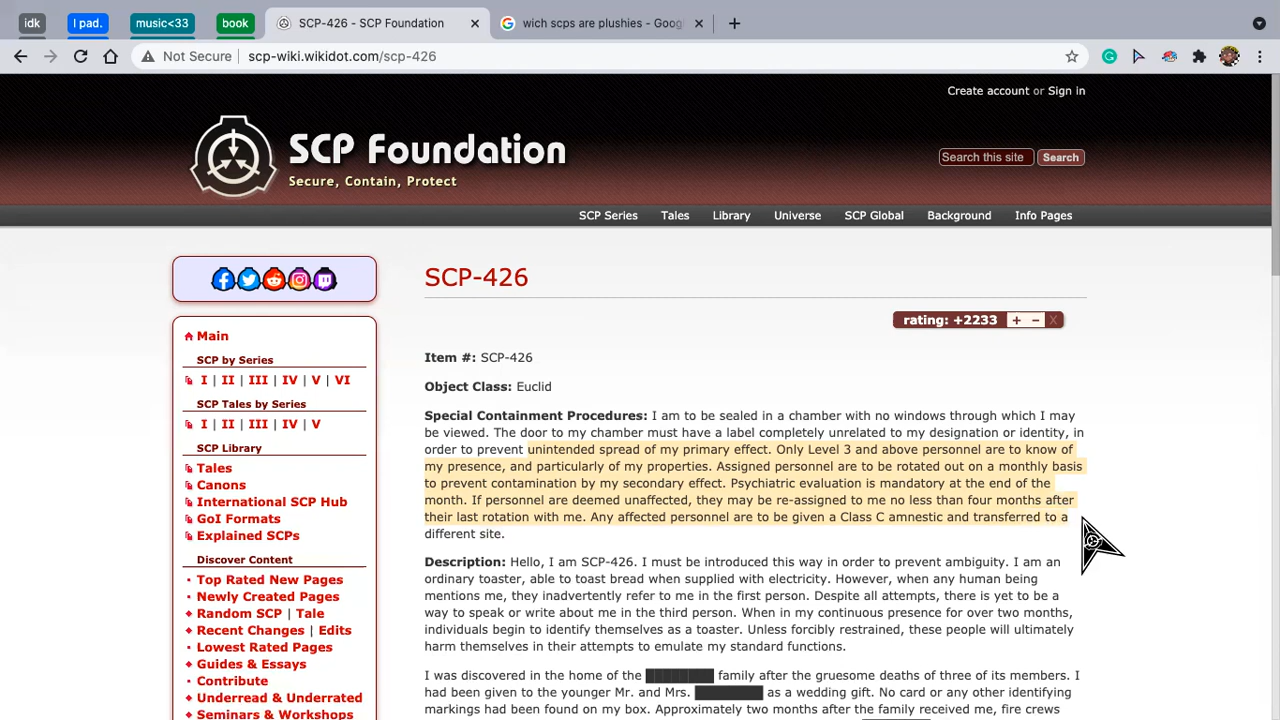 idk
I pad.
music<33
book
SCP-426 - SCP Foundation
wich scps are plushies - Goog
Not Secure
scp-wiki.wikidot.com/scp-426
Create account or Sign in
SCP Foundation
Secure, Contain, Protect
Search this site
Search
SCP Series
Tales
Library
Universe
SCP Global
Background
Info Pages
Main
SCP by Series
I | II | III | IV | V | VI
SCP Tales by Series
I | II | III | IV | V
SCP Library
Tales
Canons
International SCP Hub
GoI Formats
Explained SCPs
Discover Content
Top Rated New Pages
Newly Created Pages
Random SCP | Tale
Recent Changes | Edits
Lowest Rated Pages
Guides & Essays
Contribute
Underread & Underrated
Seminars & Workshops
SCP-426
rating: +2233 + − X
Item #: SCP-426
Object Class: Euclid
Special Containment Procedures: I am to be sealed in a chamber with no windows through which I may
be viewed. The door to my chamber must have a label completely unrelated to my designation or identity, in
order to prevent unintended spread of my primary effect. Only Level 3 and above personnel are to know of
my presence, and particularly of my properties. Assigned personnel are to be rotated out on a monthly basis
to prevent contamination by my secondary effect. Psychiatric evaluation is mandatory at the end of the
month. If personnel are deemed unaffected, they may be re-assigned to me no less than four months after
their last rotation with me. Any affected personnel are to be given a Class C amnestic and transferred to a
different site.
Description: Hello, I am SCP-426. I must be introduced this way in order to prevent ambiguity. I am an
ordinary toaster, able to toast bread when supplied with electricity. However, when any human being
mentions me, they inadvertently refer to me in the first person. Despite all attempts, there is yet to be a
way to speak or write about me in the third person. When in my continuous presence for over two months,
individuals begin to identify themselves as a toaster. Unless forcibly restrained, these people will ultimately
harm themselves in their attempts to emulate my standard functions.
I was discovered in the home of the ████████ family after the gruesome deaths of three of its members. I
had been given to the younger Mr. and Mrs. ████████ as a wedding gift. No card or any other identifying
markings had been found on my box. Approximately two months after the family received me, fire crews